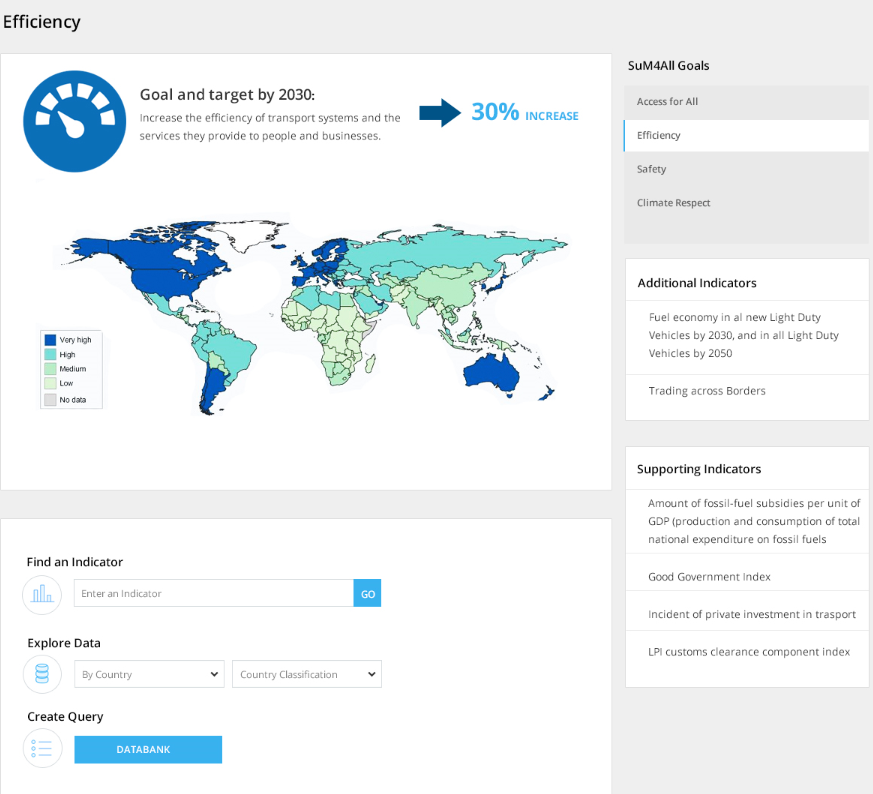 Efficiency
Goal and target by 2030:
Increase the efficiency of transport systems and the
services they provide to people and businesses.
30% INCREASE
Very high
High
Medium
Low
No data
Find an Indicator
Enter an Indicator
GO
Explore Data
By Country
Country Classification
Create Query
DATABANK
SuM4All Goals
Access for All
Efficiency
Safety
Climate Respect
Additional Indicators
Fuel economy in al new Light Duty
Vehicles by 2030, and in all Light Duty
Vehicles by 2050
Trading across Borders
Supporting Indicators
Amount of fossil-fuel subsidies per unit of
GDP (production and consumption of total
national expenditure on fossil fuels
Good Government Index
Incident of private investment in trasport
LPI customs clearance component index